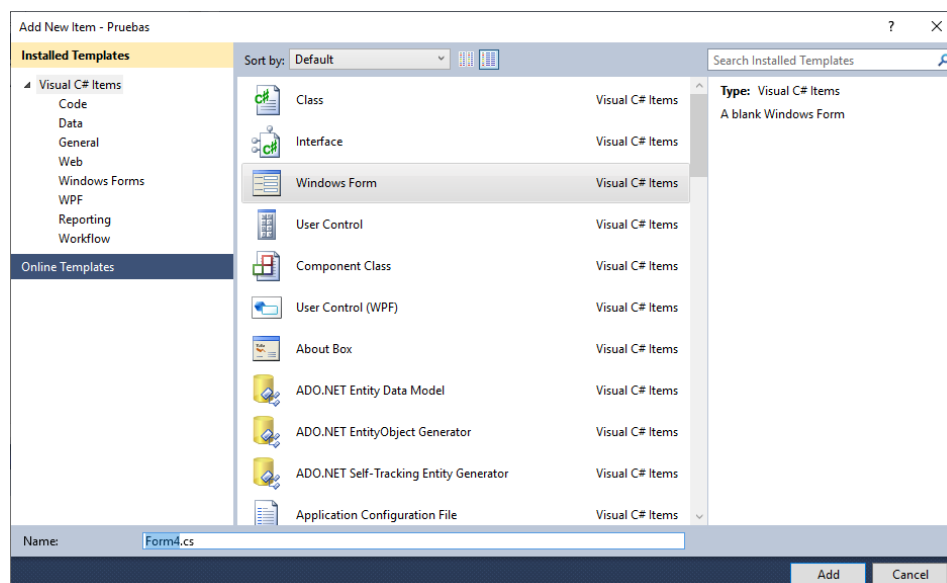 Add New Item - Pruebas
? X
Installed Templates
Sort by: Default
Search Installed Templates
Visual C# Items
Code
Data
General
Web
Windows Forms
WPF
Reporting
Workflow
Online Templates
Class Visual C# Items
Interface Visual C# Items
Windows Form Visual C# Items
User Control Visual C# Items
Component Class Visual C# Items
User Control (WPF) Visual C# Items
About Box Visual C# Items
ADO.NET Entity Data Model Visual C# Items
ADO.NET EntityObject Generator Visual C# Items
ADO.NET Self-Tracking Entity Generator Visual C# Items
Application Configuration File Visual C# Items
Type: Visual C# Items
A blank Windows Form
Name: Form4.cs
Add Cancel